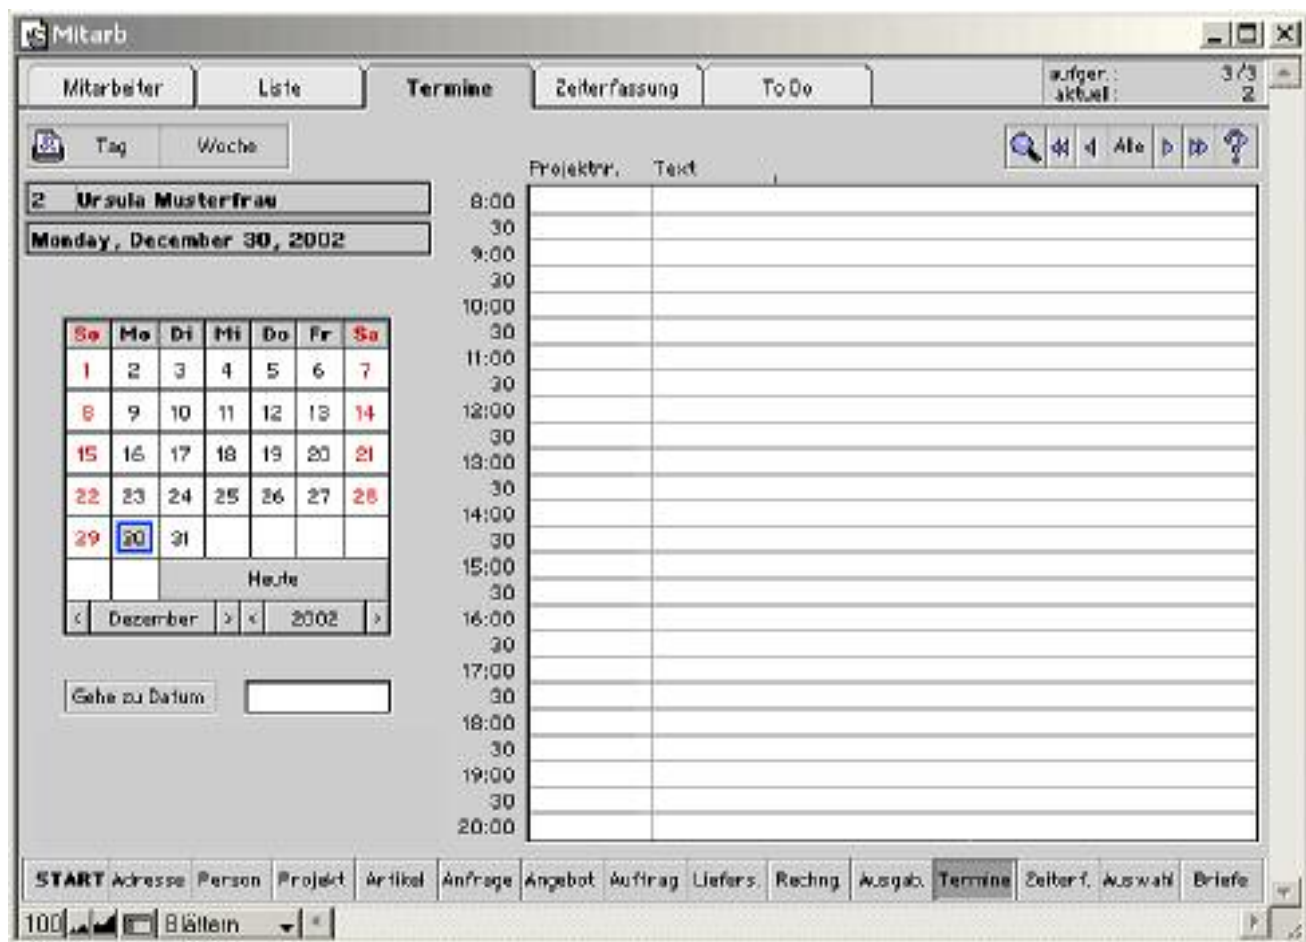 Mitarb
Mitarbeiter Liste Termine Zeiterfassung ToDo
aufger.: 3/3
aktuell: 2
Tag Woche Alle
Projektnr. Text
2 Ursula Musterfrau
Monday, December 30, 2002
So Mo Di Mi Do Fr Sa
1 2 3 4 5 6 7
8 9 10 11 12 13 14
15 16 17 18 19 20 21
22 23 24 25 26 27 28
29 30 31
Heute
< Dezember > < 2002 >
Gehe zu Datum
8:00
30
9:00
30
10:00
30
11:00
30
12:00
30
13:00
30
14:00
30
15:00
30
16:00
30
17:00
30
18:00
30
19:00
30
20:00
START Adresse Person Projekt Artikel Anfrage Angebot Auftrag Liefers. Rechng. Ausgab. Termine Zeiterf. Auswahl Briefe
100 Blättern